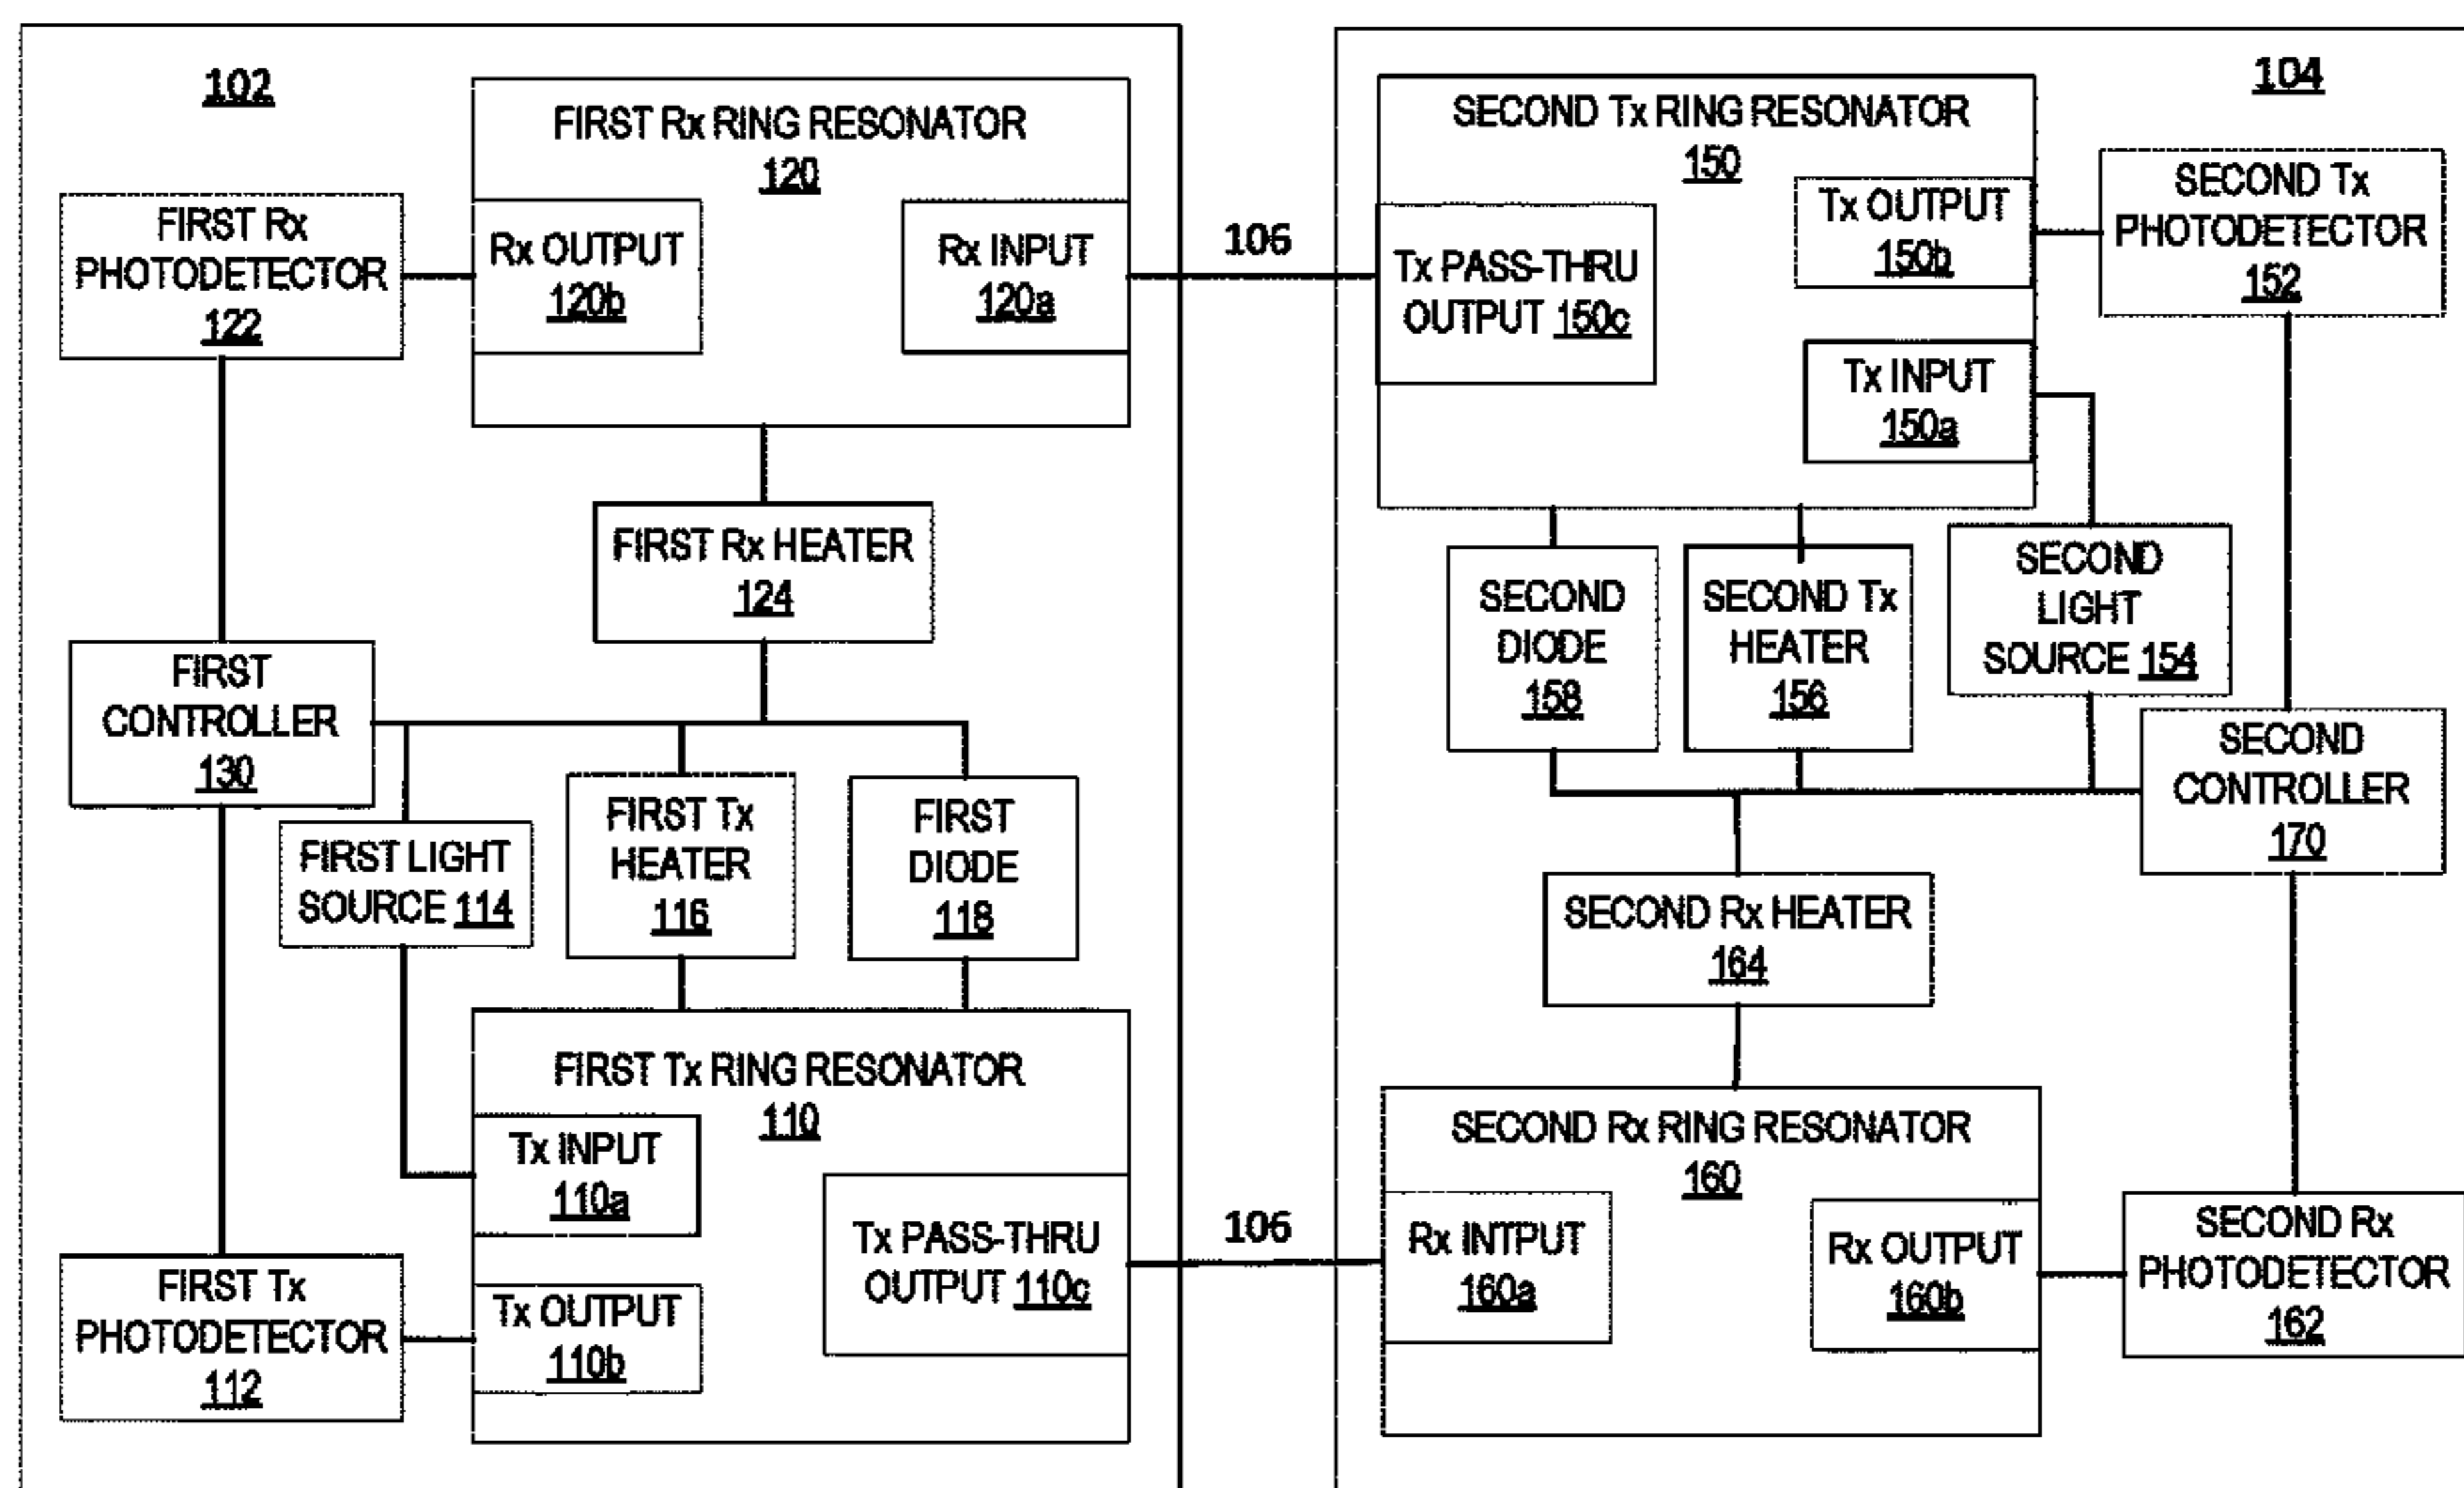 102
FIRST Rx RING RESONATOR
120
FIRST Rx
PHOTODETECTOR
122
Rx OUTPUT
120b
Rx INPUT
120a
FIRST Rx HEATER
124
FIRST
CONTROLLER
130
FIRST LIGHT
SOURCE 114
FIRST Tx
HEATER
116
FIRST
DIODE
118
FIRST Tx RING RESONATOR
110
Tx INPUT
110a
Tx PASS-THRU
OUTPUT 110c
Tx OUTPUT
110b
FIRST Tx
PHOTODETECTOR
112
106
106
104
SECOND Tx RING RESONATOR
150
Tx OUTPUT
150b
SECOND Tx
PHOTODETECTOR
152
Tx PASS-THRU
OUTPUT 150c
Tx INPUT
150a
SECOND
DIODE
158
SECOND Tx
HEATER
156
SECOND
LIGHT
SOURCE 154
SECOND
CONTROLLER
170
SECOND Rx HEATER
164
SECOND Rx RING RESONATOR
160
Rx INTPUT
160a
Rx OUTPUT
160b
SECOND Rx
PHOTODETECTOR
162